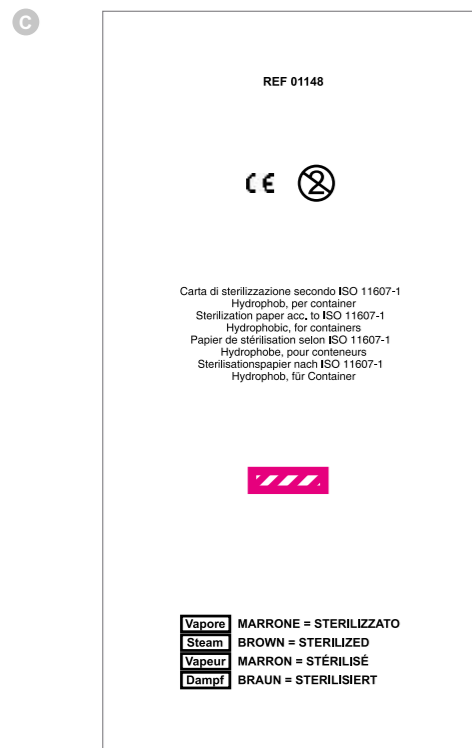 C
REF 01148
CE 2
Carta di sterilizzazione secondo ISO 11607-1
Hydrophob, per container
Sterilization paper acc. to ISO 11607-1
Hydrophobic, for containers
Papier de stérilisation selon ISO 11607-1
Hydrophobe, pour conteneurs
Sterilisationspapier nach ISO 11607-1
Hydrophob, für Container
Vapore MARRONE = STERILIZZATO
Steam BROWN = STERILIZED
Vapeur MARRON = STÉRILISÉ
Dampf BRAUN = STERILISIERT